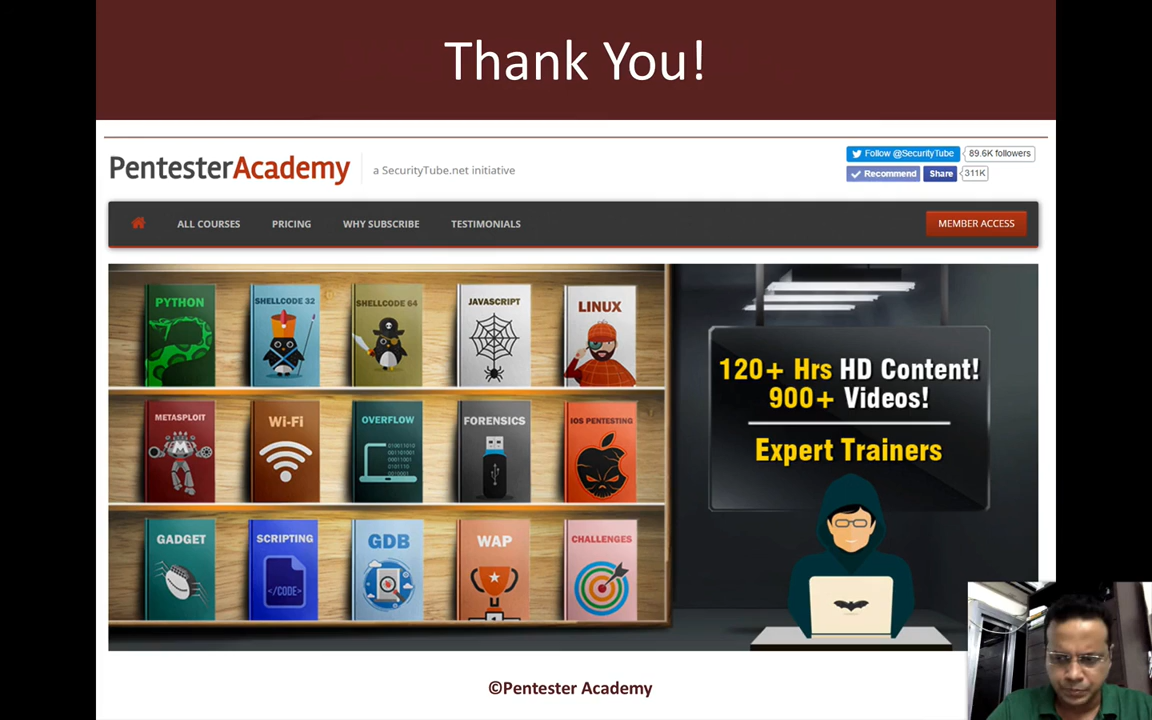 Thank You!
PentesterAcademy
a SecurityTube.net initiative
Follow @SecurityTube
89.6K followers
Recommend
Share
311K
ALL COURSES
PRICING
WHY SUBSCRIBE
TESTIMONIALS
MEMBER ACCESS
PYTHON
SHELLCODE 32
SHELLCODE 64
JAVASCRIPT
LINUX
METASPLOIT
Wi-Fi
OVERFLOW
FORENSICS
IOS PENTESTING
GADGET
SCRIPTING
</CODE>
GDB
WAP
CHALLENGES
120+ Hrs HD Content!
900+ Videos!
Expert Trainers
©Pentester Academy